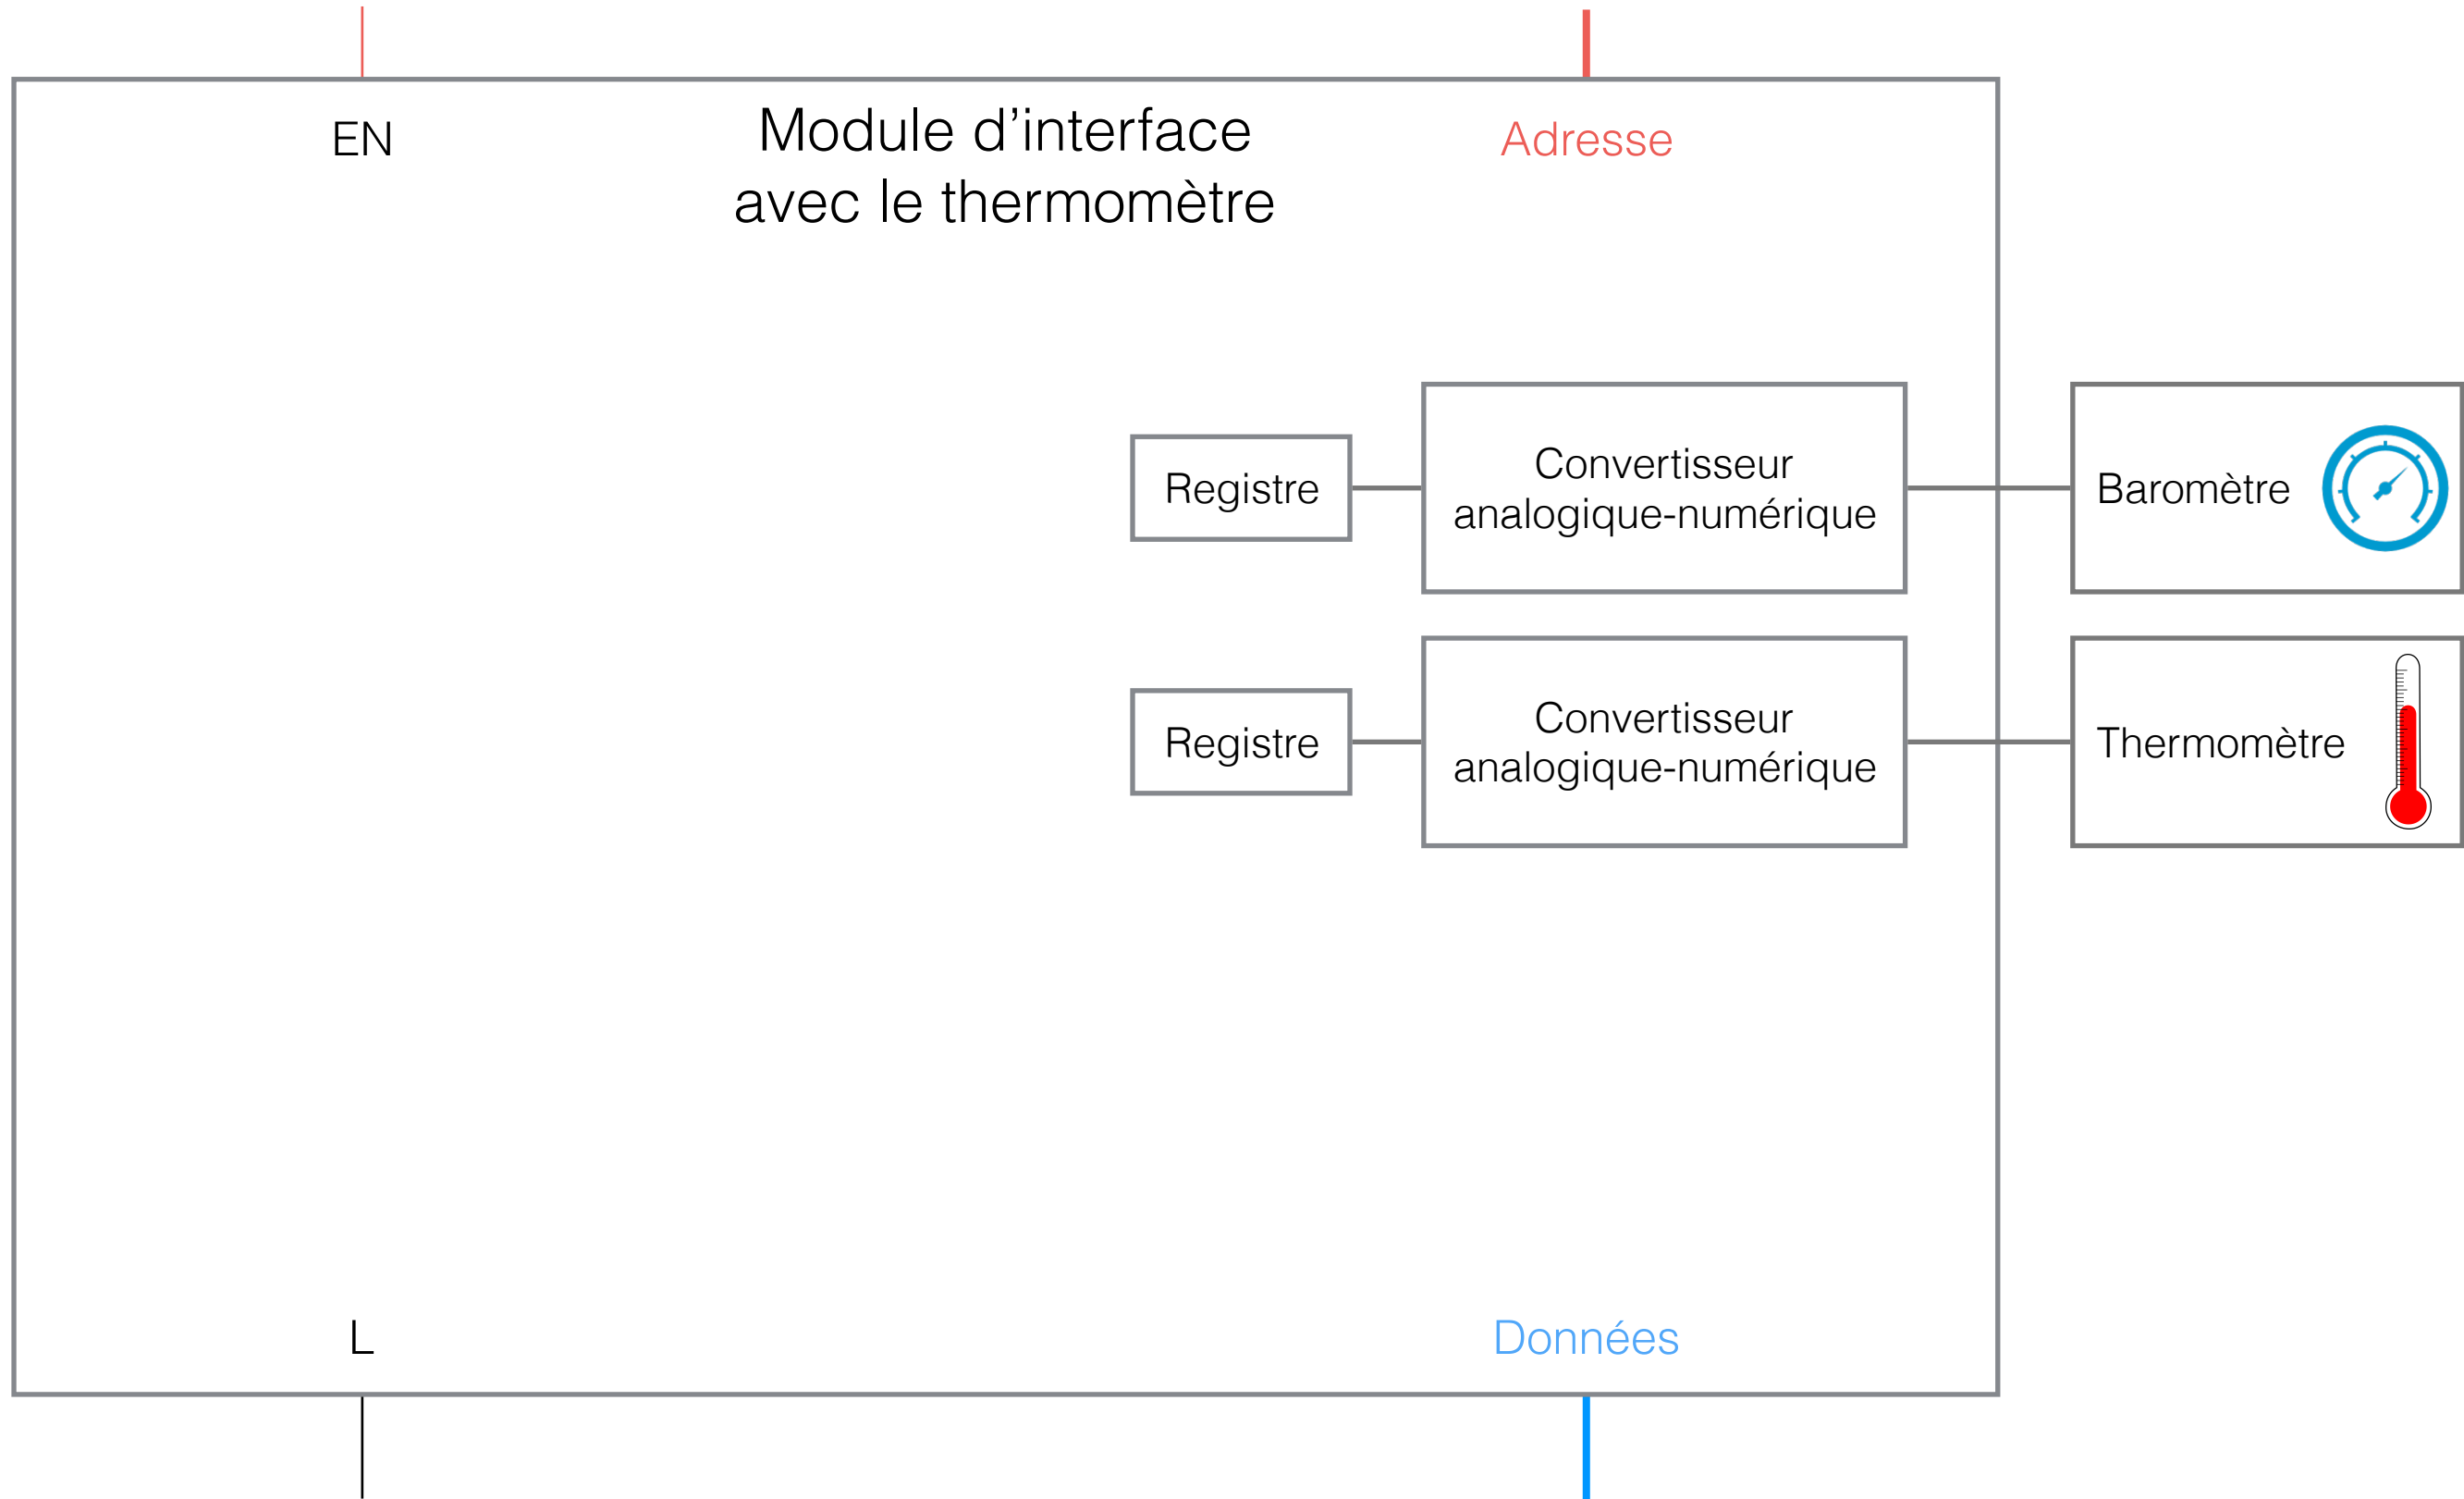 EN
Module d’interface
avec le thermomètre
Adresse
Registre
Convertisseur
analogique-numérique
Baromètre
Registre
Convertisseur
analogique-numérique
Thermomètre
L
Données